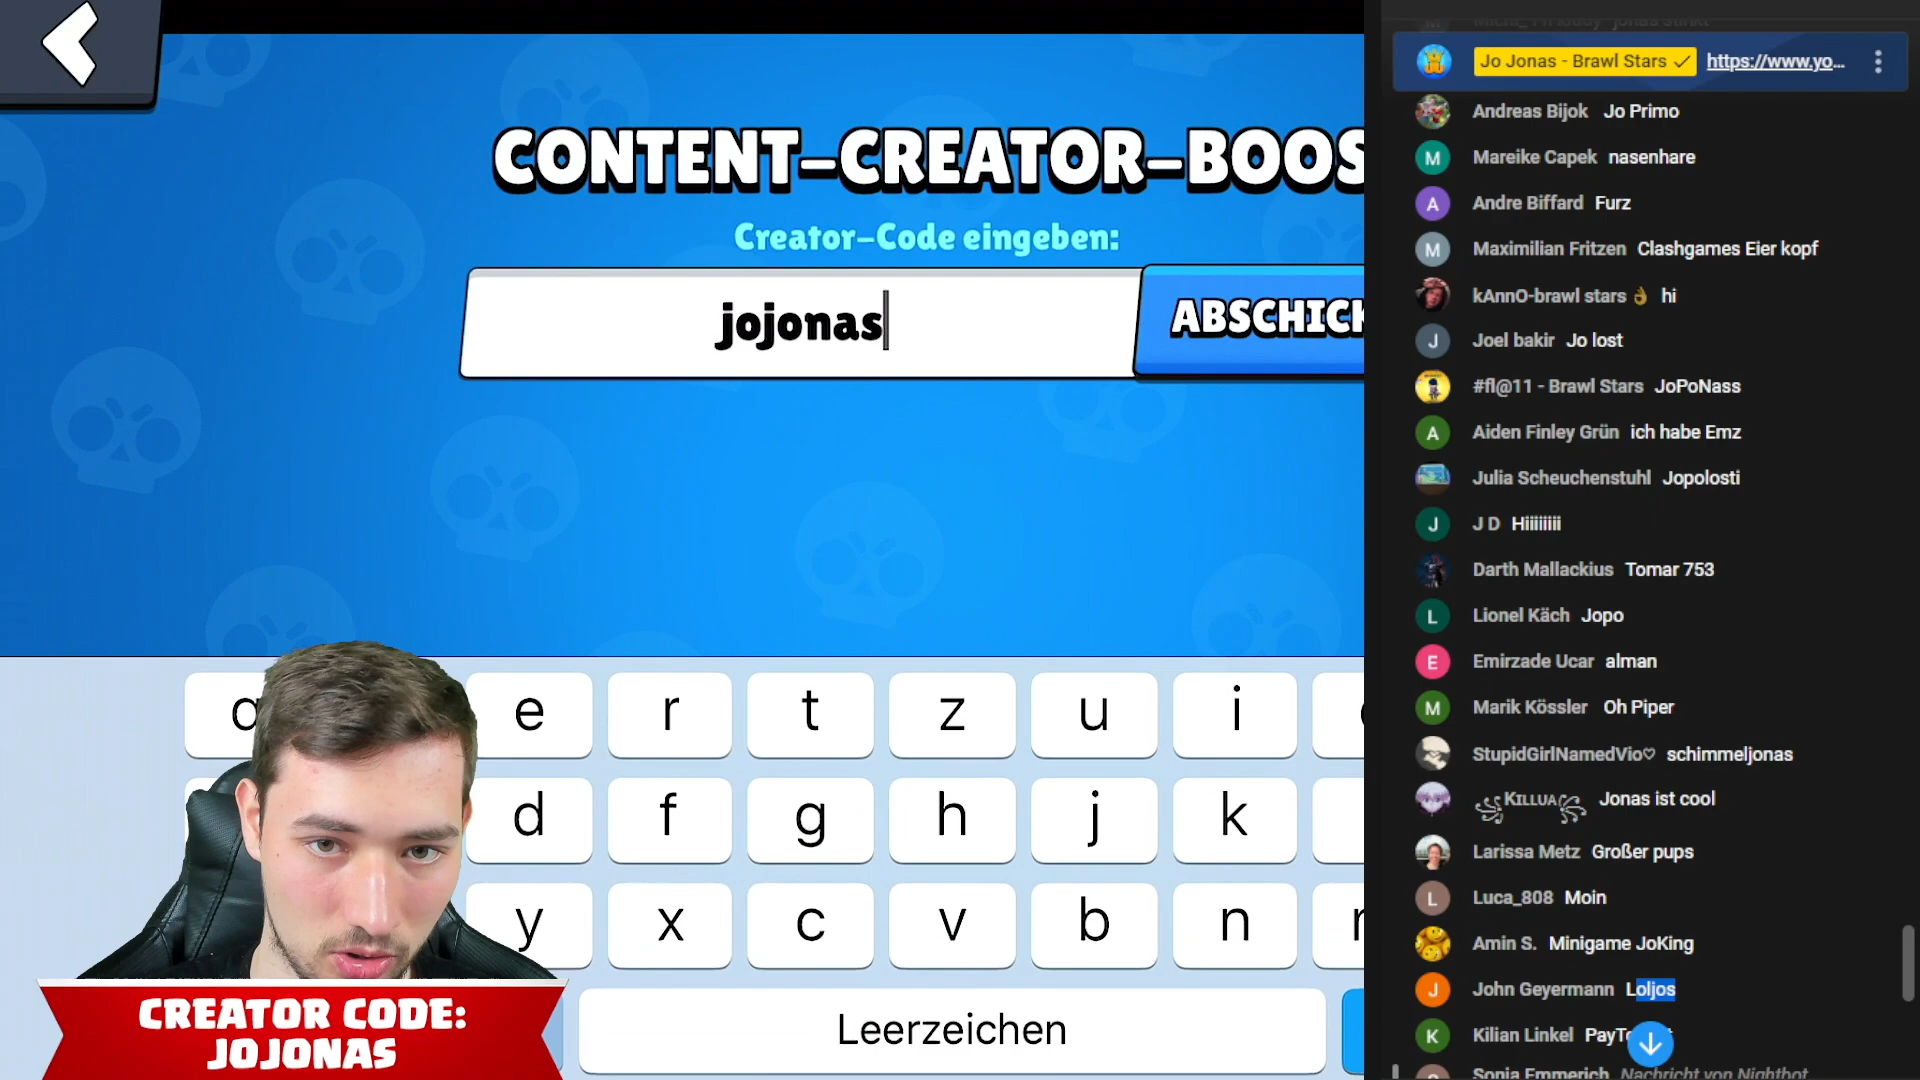 CONTENT-CREATOR-BOOS
Creator-Code eingeben:
jojonas
ABSCHICK
e r t z u i
d f g h j k
y x c v b n
Leerzeichen
CREATOR CODE:
JOJONAS
Jo Jonas - Brawl Stars https://www.yo...
Andreas Bijok Jo Primo
M Mareike Capek nasenhare
A Andre Biffard Furz
M Maximilian Fritzen Clashgames Eier kopf
kAnnO-brawl stars👌 hi
J Joel bakir Jo lost
#fl@11 - Brawl Stars JoPoNass
A Aiden Finley Grün ich habe Emz
Julia Scheuchenstuhl Jopolosti
J J D Hiiiiiiii
Darth Mallackius Tomar 753
L Lionel Käch Jopo
E Emirzade Ucar alman
M Marik Kössler Oh Piper
StupidGirlNamedVio♡ schimmeljonas
꧁Kɪʟʟᴜᴀ꧂ Jonas ist cool
Larissa Metz Großer pups
L Luca_808 Moin
Amin S. Minigame JoKing
J John Geyermann Loljos
K Kilian Linkel
Sonja Emmerich Nachricht von Nightbot